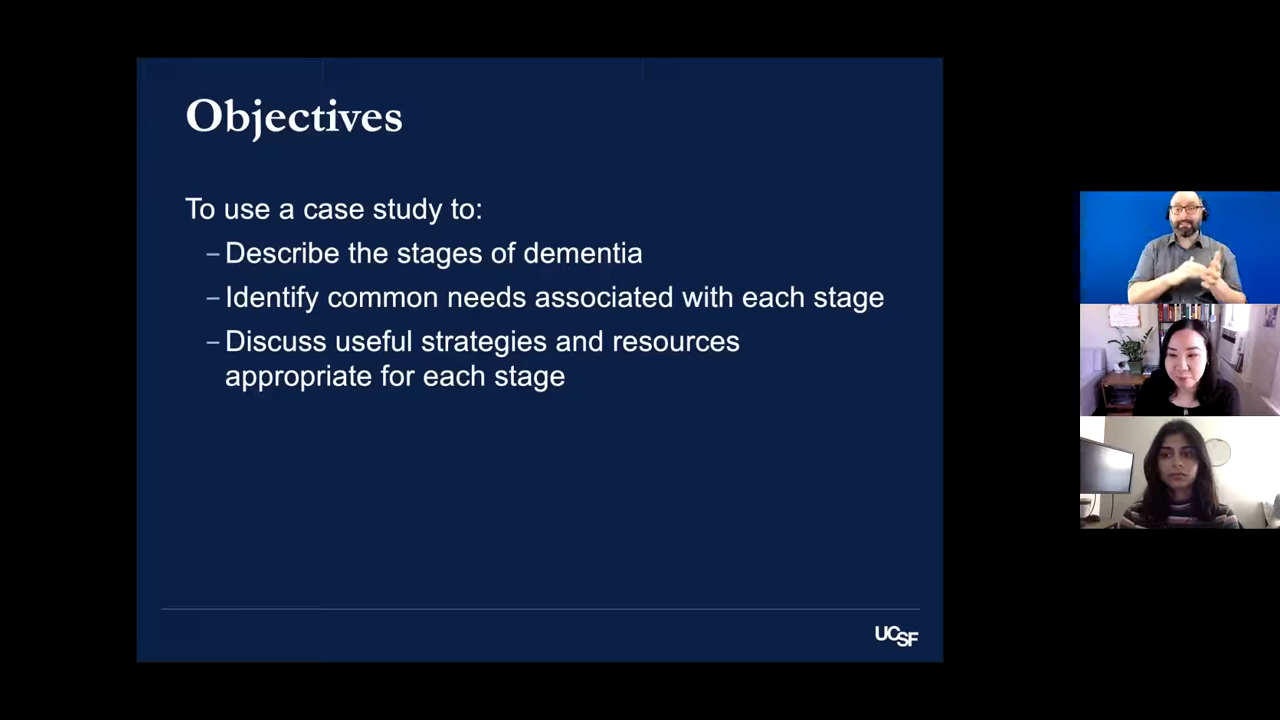 Objectives
To use a case study to:
– Describe the stages of dementia
– Identify common needs associated with each stage
– Discuss useful strategies and resources
appropriate for each stage
UCSF